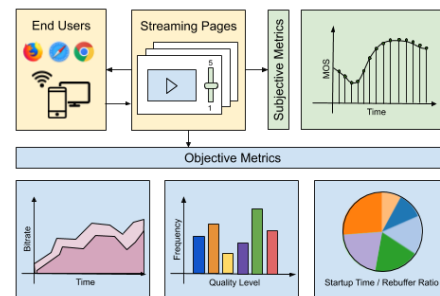 End Users
Streaming Pages
5
1
Subjective Metrics
MOS
Time
Objective Metrics
Bitrate
Time
Frequency
Quality Level
Startup Time / Rebuffer Ratio